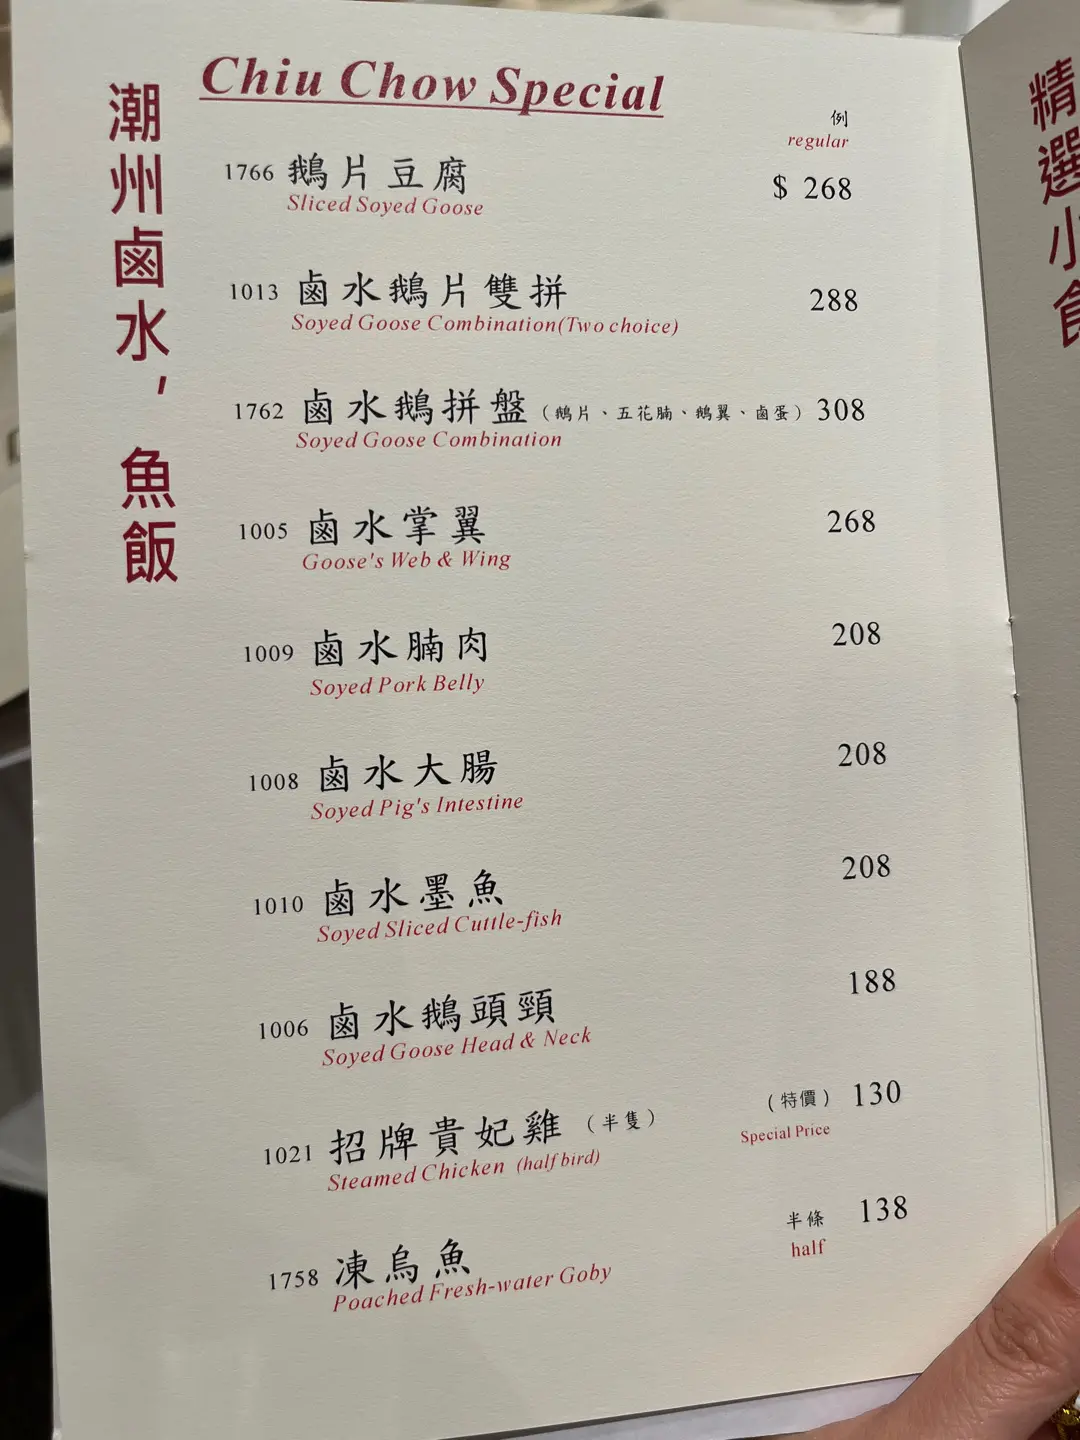 潮州鹵水，魚飯
Chiu Chow Special
例
regular
1766 鵝片豆腐 $ 268
Sliced Soyed Goose
1013 鹵水鵝片雙拼 288
Soyed Goose Combination(Two choice)
1762 鹵水鵝拼盤（鵝片、五花腩、鵝翼、鹵蛋） 308
Soyed Goose Combination
1005 鹵水掌翼 268
Goose's Web & Wing
1009 鹵水腩肉 208
Soyed Pork Belly
1008 鹵水大腸 208
Soyed Pig's Intestine
1010 鹵水墨魚 208
Soyed Sliced Cuttle-fish
1006 鹵水鵝頭頸 188
Soyed Goose Head & Neck
1021 招牌貴妃雞（半隻） （特價） 130
Steamed Chicken (half bird) Special Price
1758 凍烏魚 半條 138
Poached Fresh-water Goby half
精選小